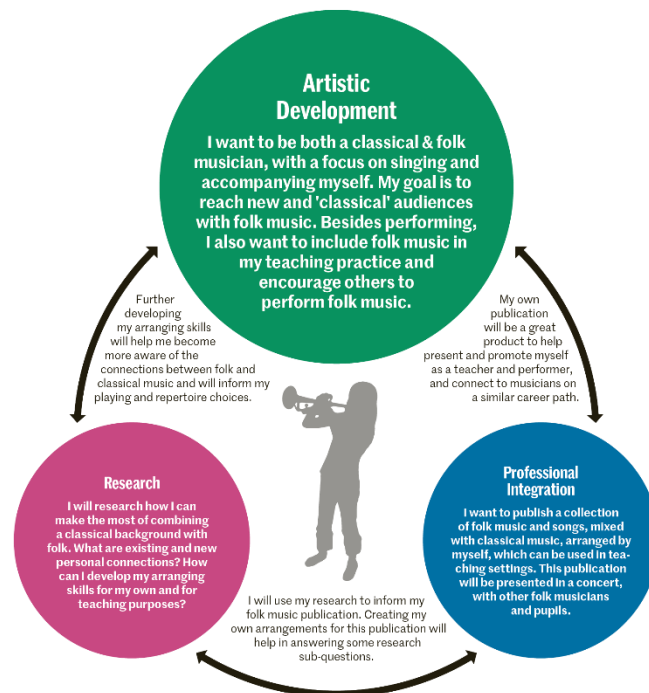 Artistic
Development
I want to be both a classical & folk
musician, with a focus on singing and
accompanying myself. My goal is to
reach new and 'classical' audiences
with folk music. Besides performing,
I also want to include folk music in
my teaching practice and
encourage others to
perform folk music.
Further
developing
my arranging skills
will help me become
more aware of the
connections between folk and
classical music and will inform my
playing and repertoire choices.
My own
publication
will be a great
product to help
present and promote myself
as a teacher and performer,
and connect to musicians on
a similar career path.
Research
I will research how I can
make the most of combining
a classical background with
folk. What are existing and new
personal connections? How
can I develop my arranging
skills for my own and for
teaching purposes?
Professional
Integration
I want to publish a collection
of folk music and songs, mixed
with classical music, arranged by
myself, which can be used in tea-
ching settings. This publication
will be presented in a concert,
with other folk musicians
and pupils.
I will use my research to inform my
folk music publication. Creating my
own arrangements for this publication will
help in answering some research
sub-questions.